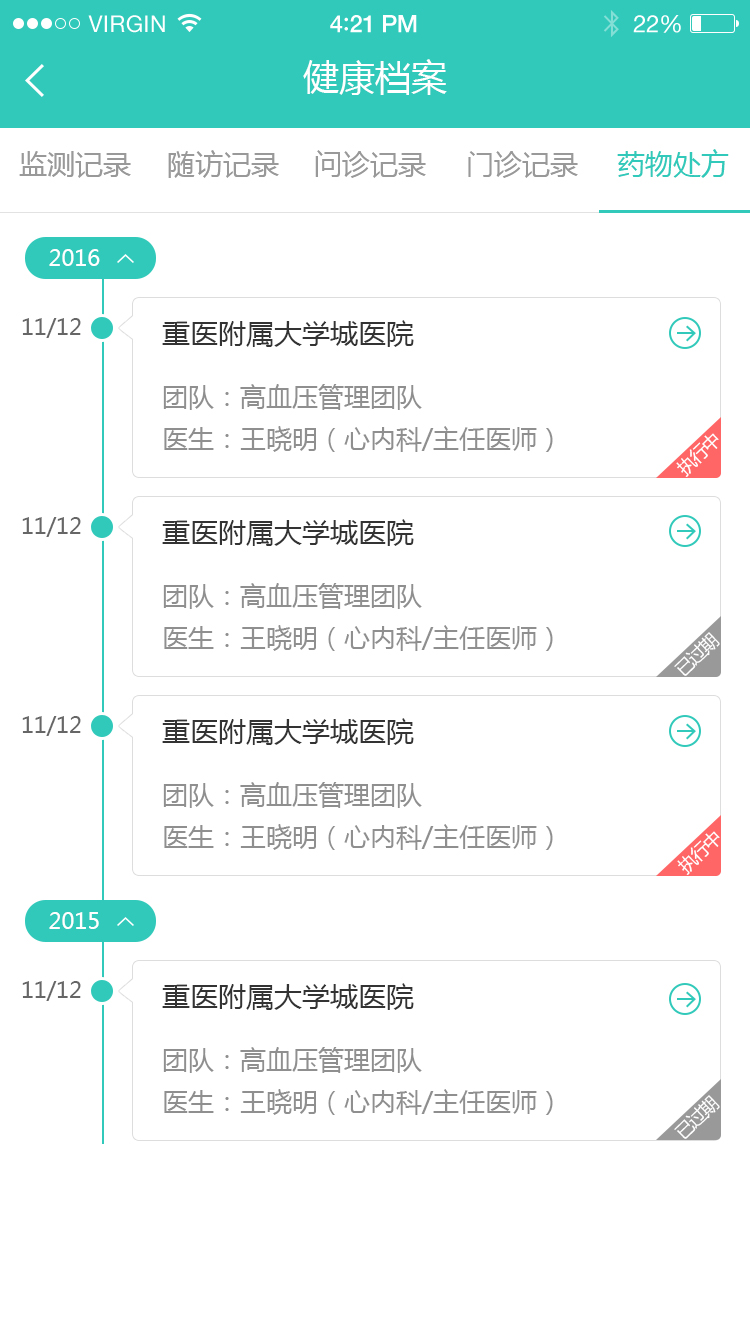 VIRGIN 4:21 PM 22%
健康档案
监测记录 随访记录 问诊记录 门诊记录 药物处方
2016
11/12 重医附属大学城医院
团队：高血压管理团队
医生：王晓明（心内科/主任医师）
执行中
11/12 重医附属大学城医院
团队：高血压管理团队
医生：王晓明（心内科/主任医师）
已过期
11/12 重医附属大学城医院
团队：高血压管理团队
医生：王晓明（心内科/主任医师）
执行中
2015
11/12 重医附属大学城医院
团队：高血压管理团队
医生：王晓明（心内科/主任医师）
已过期